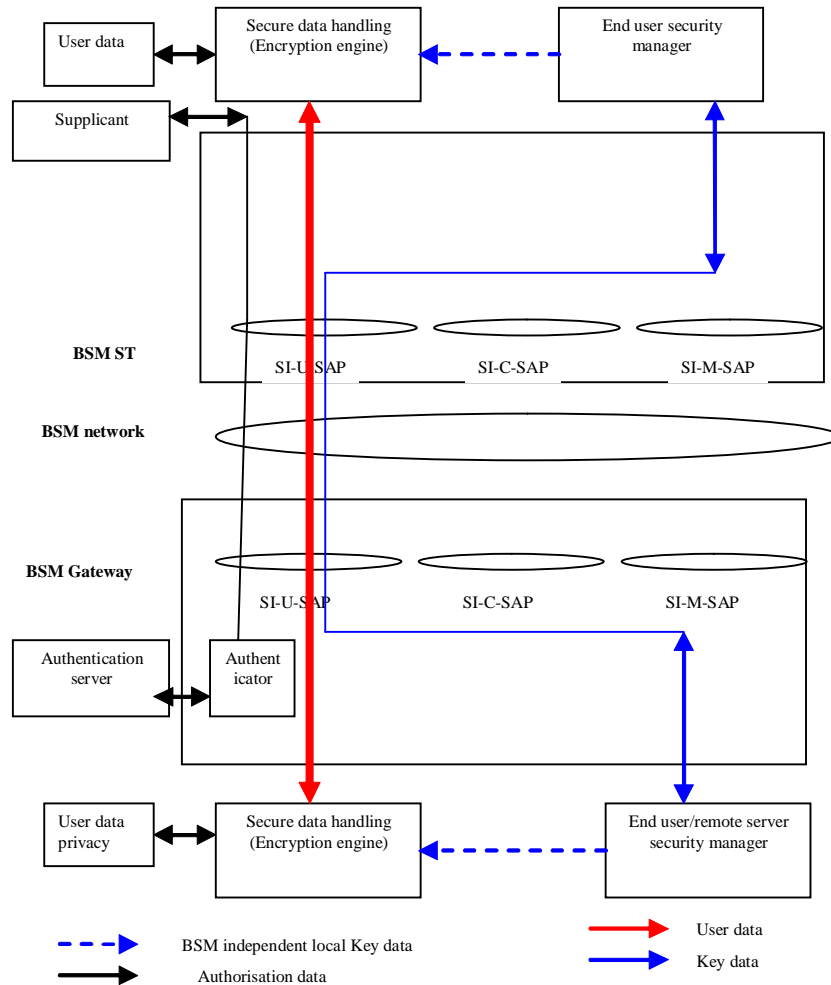 User data
Secure data handling
(Encryption engine)
End user security
manager
Supplicant
BSM ST
SI-U-SAP
SI-C-SAP
SI-M-SAP
BSM network
BSM Gateway
SI-U-SAP
SI-C-SAP
SI-M-SAP
Authentication
server
Authent
icator
User data
privacy
Secure data handling
(Encryption engine)
End user/remote server
security manager
BSM independent local Key data
Authorisation data
User data
Key data